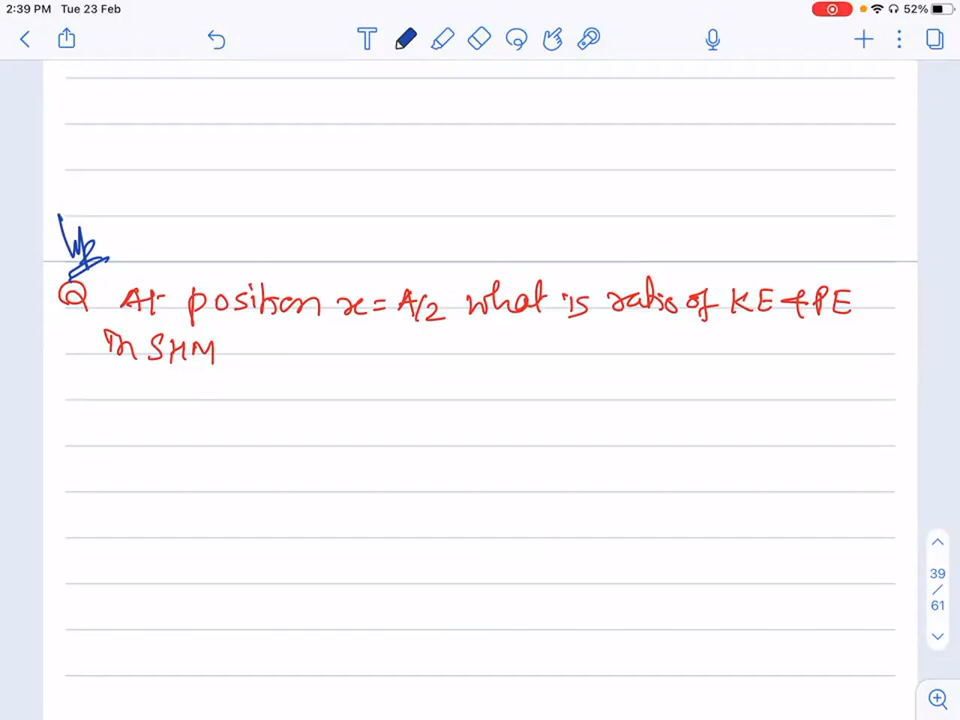 2:39 PM Tue 23 Feb 52%
T
Q At position x = A/2 what is ratio of KE & PE
in SHM
39
/
61